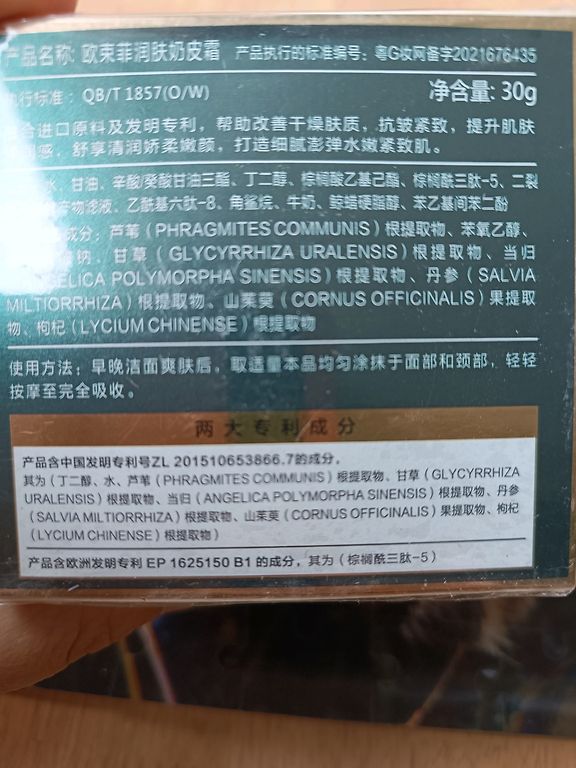 产品名称: 欧束菲润肤奶皮霜 产品执行的标准编号：粤G妆网备字2021676435
执行标准：QB/T 1857(O/W) 净含量: 30g
合进口原料及发明专利，帮助改善干燥肤质，抗皱紧致，提升肌肤
感．舒享清润娇柔嫩颜，打造细腻澎弹水嫩紧致肌。
水、甘油、辛酸/癸酸甘油三酯、丁二醇、棕榈酸乙基己酯、棕榈酰三肽-5、二裂
物滤液、乙酰基六肽-8、角鲨烷、牛奶、鲸蜡硬脂醇、苯乙基间苯二酚
成分：芦苇（PHRAGMITES COMMUNIS）根提取物、苯氧乙醇、
钠、甘草（GLYCYRRHIZA URALENSIS）根提取物、当归
ELICA POLYMORPHA SINENSIS）根提取物、丹参（SALVIA
MILTIORRHIZA）根提取物、山茱萸（CORNUS OFFICINALIS）果提取
物、枸杞（LYCIUM CHINENSE）根提取物
使用方法：早晚洁面爽肤后。取适量本品均匀涂抹于面部和颈部，轻轻
按摩至完全吸收。
两大专利成分
产品含中国发明专利号ZL 201510653866.7的成分，
其为（丁二醇、水、芦苇（PHRAGMITES COMMUNIS）根提取物、甘草（GLYCYRRHIZA
URALENSIS）根提取物、当归（ANGELICA POLYMORPHA SINENSIS）根提取物、丹参
（SALVIA MILTIORRHIZA）根提取物、山茱萸（CORNUS OFFICINALIS）果提取物、枸杞
（LYCIUM CHINENSE）根提取物）
产品含欧洲发明专利 EP 1625150 B1 的成分，其为（棕榈酰三肽-5）